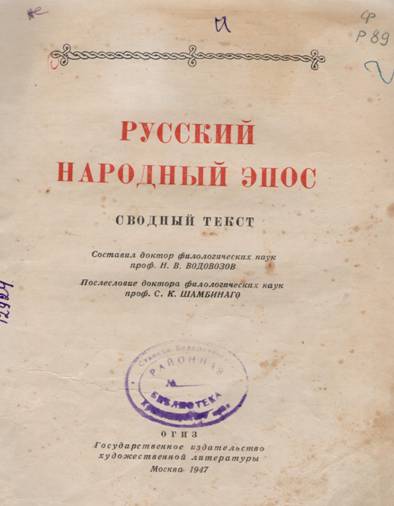 ф
Р 89
РУССКИЙ
НАРОДНЫЙ ЭПОС
СВОДНЫЙ ТЕКСТ
Составил доктор филологических наук
проф. Н. В. ВОДОВОЗОВ
Послесловие доктора филологических наук
проф. С. К. ШАМБИНАГО
РАЙОННАЯ
№
БИБЛИОТЕКА
ОГИЗ
Государственное издательство
художественной литературы
Москва 1947